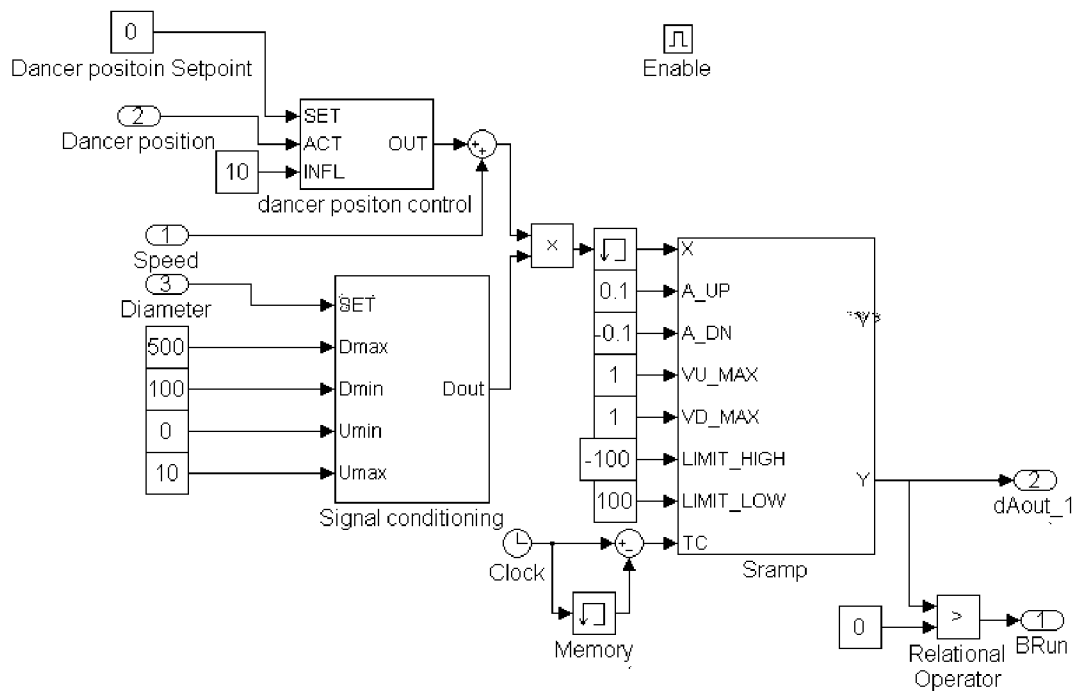 0
Dancer positoin Setpoint
Enable
2
Dancer position
SET
ACT
OUT
10
INFL
dancer positon control
1
Speed
3
Diameter
SET
500
Dmax
100
Dmin
Dout
0
Umin
10
Umax
Signal conditioning
×
X
0.1
A_UP
-0.1
A_DN
1
VU_MAX
1
VD_MAX
-100
LIMIT_HIGH
Y
100
LIMIT_LOW
TC
Sramp
Clock
Memory
2
dAout_1
0
>
Relational
Operator
1
BRun